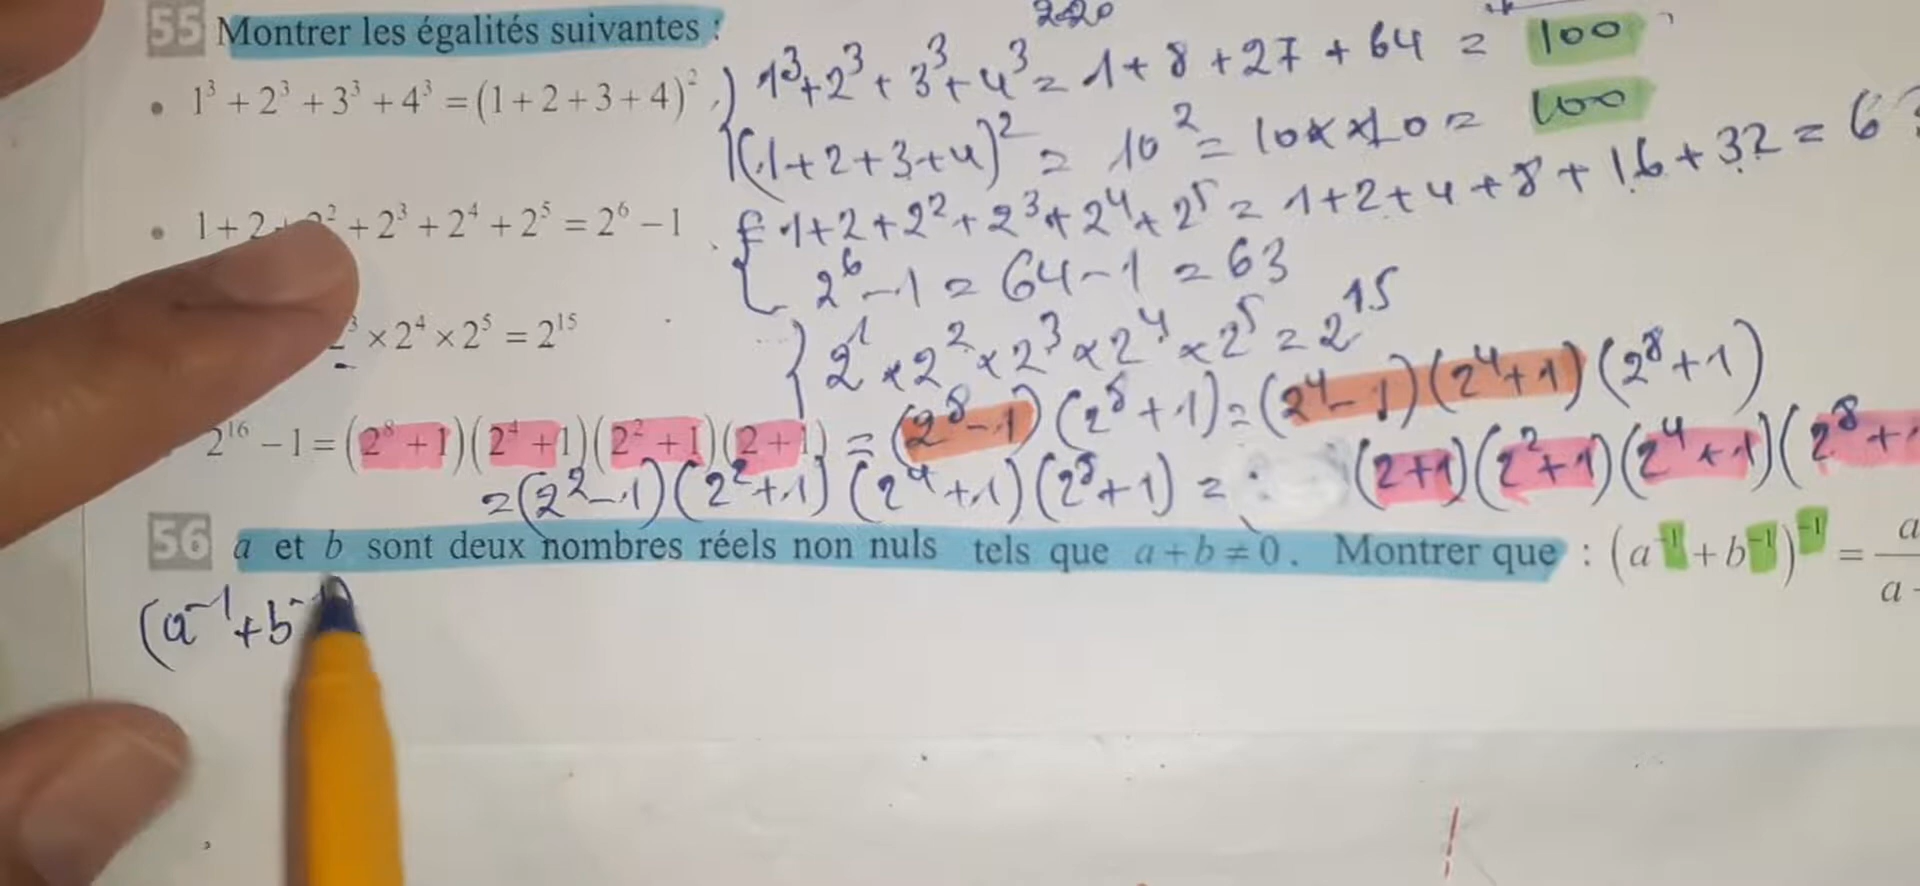 55 Montrer les égalités suivantes :
• 1³ + 2³ + 3³ + 4³ = (1+2+3+4)²
1³ + 2³ + 3³ + 4³ = 1 + 8 + 27 + 64 = 100
(1+2+3+4)² = 10² = 10××10 = 100
• 1 + 2 + 2² + 2³ + 2⁴ + 2⁵ = 2⁶ − 1
1+2+2²+2³+2⁴+2⁵ = 1+2+4+8+16+32 = 6
2⁶ − 1 = 64 − 1 = 63
³ × 2⁴ × 2⁵ = 2¹⁵
2¹ × 2² × 2³ × 2⁴ × 2⁵ = 2¹⁵
2¹⁶ − 1 = (2⁸ + 1)(2⁴ + 1)(2² + 1)(2 + 1) = (2⁸−1)(2⁸+1) = (2⁴−1)(2⁴+1)(2⁸+1)
= (2²−1)(2²+1)(2⁴+1)(2⁸+1) = (2+1)(2²+1)(2⁴+1)(2⁸+
56 a et b sont deux nombres réels non nuls tels que a + b ≠ 0. Montrer que : (a⁻¹ + b⁻¹)⁻¹ = a
a
(a⁻¹ + b